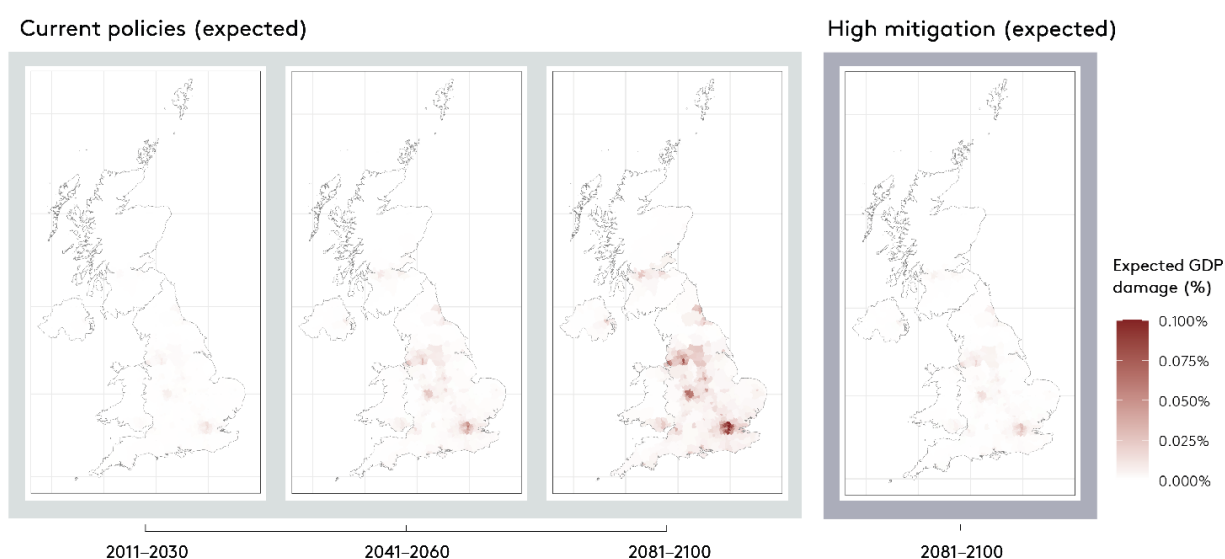 Current policies (expected)
High mitigation (expected)
Expected GDP
damage (%)
0.100%
0.075%
0.050%
0.025%
0.000%
2011–2030
2041–2060
2081–2100
2081–2100